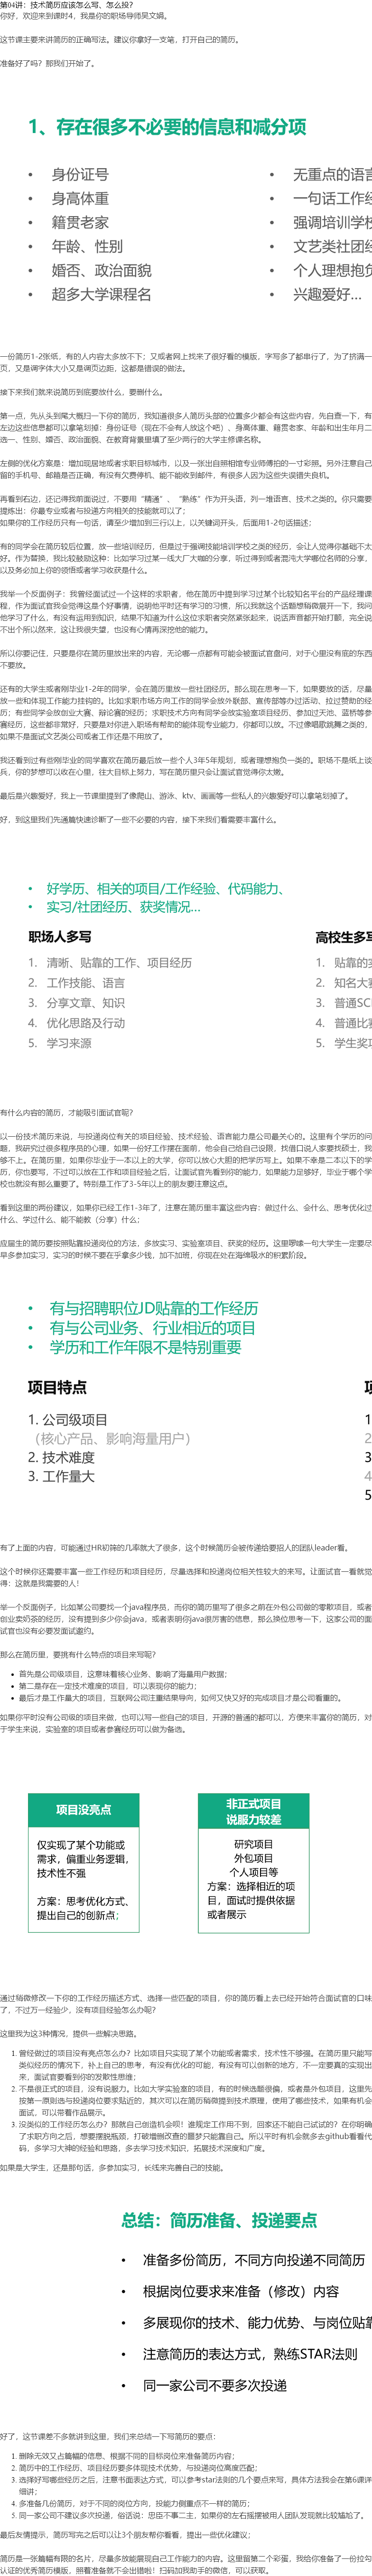 第04讲：技术简历应该怎么写、怎么投？
你好，欢迎来到课时4，我是你的职场导师吴文娟。
这节课主要来讲简历的正确写法。建议你拿好一支笔，打开自己的简历。
准备好了吗？那我们开始了。
1、存在很多不必要的信息和减分项
• 身份证号
• 身高体重
• 籍贯老家
• 年龄、性别
• 婚否、政治面貌
• 超多大学课程名
• 无重点的语言
• 一句话工作经
• 强调培训学校
• 文艺类社团经
• 个人理想抱负
• 兴趣爱好...
一份简历1-2张纸，有的人内容太多放不下；又或者网上找来了很好看的模版，字写多了都串行了，为了挤满一
页，又是调字体大小又是调页边距，这都是错误的做法。
接下来我们就来说简历到底要放什么，要删什么。
第一点，先从头到尾大概扫一下你的简历，我知道很多人简历头部的位置多少都会有这些内容，先自查一下，有
左边这些信息都可以拿笔划掉：身份证号（现在不会有人放这个吧）、身高体重、籍贯老家、年龄和出生年月二
选一、性别、婚否、政治面貌，在教育背景里填了至少两行的大学主修课名称。
左侧的优化方案是：增加现居地或者求职目标城市，以及一张出自照相馆专业师傅拍的一寸彩照。另外注意自己
留的手机号、邮箱是否正确，有没有欠费停机、能不能收到邮件，有很多人因为这些失误错失良机。
再看到右边，还记得我前面说过，不要用“精通”、“熟练”作为开头语，列一堆语言、技术之类的。你只需要
提炼出：你最专业或者与投递方向相关的技能就可以了；
如果你的工作经历只有一句话，请至少增加到三行以上，以关键词开头，后面用1-2句话描述；
有的同学会在简历较后位置，放一些培训经历，但是过于强调技能培训学校之类的经历，会让人觉得你基础不太
好。作为替换，我比较鼓励这种：比如学习过某一线大厂大咖的分享，听过得到或者混沌大学哪位名师的分享，
以及务必加上你的领悟或者学习收获是什么。
我举一个反面例子：我曾经面试过一个这样的求职者，他在简历中提到学习过某个比较知名平台的产品经理课
程，作为面试官我会觉得这是个好事情，说明他平时还有学习的习惯，所以我就这个话题想稍微展开一下，我问
他学习了什么，有没有运用到知识，结果不知道为什么这位求职者突然紧张起来，说话声音都开始打颤，完全说
不出个所以然来，这让我很失望，也没有心情再深挖他的能力。
所以你要记住，只要是你在简历里放出来的内容，无论哪一点都有可能会被面试官盘问，对于心里没有底的东西
不要放。
还有的大学生或者刚毕业1-2年的同学，会在简历里放一些社团经历。那么现在思考一下，如果要放的话，尽量
放一些和体现工作能力挂钩的。比如求职市场方向工作的同学会放外联部、宣传部等办过活动、拉过赞助的经
历；有些同学会放创业大赛、辩论赛的经历；求职技术方向有同学会放实验室项目经历，参加过天池、蓝桥等参
赛经历，这些都非常好，只要是对你进入职场有帮助的能体现专业能力，你都可以放。不过像唱歌跳舞之类的，
如果不是面试文艺类公司或者工作还是不用放了。
我还看到过有些刚毕业的同学喜欢在简历最后放一些个人3年5年规划，或者理想抱负一类的。职场不是纸上谈
兵，你的梦想可以收在心里，往大目标上努力，写在简历里只会让面试官觉得你太嫩。
最后是兴趣爱好，我上一节课里提到了像爬山、游泳、ktv，画画等一些私人的兴趣爱好可以拿笔划掉了。
好，到这里我们先通篇快速诊断了一些不必要的内容，接下来我们看需要丰富什么。
• 好学历、相关的项目/工作经验、代码能力、
• 实习/社团经历、获奖情况...
职场人多写
1. 清晰、贴靠的工作、项目经历
2. 工作技能、语言
3. 分享文章、知识
4. 优化思路及行动
5. 学习来源
高校生多写
1. 贴靠的实
2. 知名大赛
3. 普通SCI
4. 普通比赛
5. 学生奖项
有什么内容的简历，才能吸引面试官呢？
以一份技术简历来说，与投递岗位有关的项目经验、技术经验、语言能力是公司最关心的。这里有个学历的问
题，我研究过很多程序员的心理，如果一份好工作摆在面前，他会自己给自己设限，找借口说人家要找硕士，我
够不上。在简历里，如果你毕业于一本以上的大学，你可以放心大胆的把学历写上。如果不幸是二本以下的学
历，你也要写，不过可以放在工作和项目经验之后，让面试官先看到你的能力，如果能力足够好，毕业于哪个学
校也就没有那么重要了。特别是工作了3-5年以上的朋友要注意这点。
看到这里的两份建议，如果你已经工作1-3年了，注意在简历里丰富这些内容：做过什么、会什么、思考优化过
什么、学过什么、能不能教（分享）什么；
应届生的简历要按照贴靠投递岗位的方法，多放实习、实验室项目、获奖的经历。这里啰嗦一句大学生一定要尽
早多参加实习，实习的时候不要在乎拿多少钱，加不加班，你现在处在海绵吸水的积累阶段。
• 有与招聘职位JD贴靠的工作经历
• 有与公司业务、行业相近的项目
• 学历和工作年限不是特别重要
项目特点
1. 公司级项目
（核心产品、影响海量用户）
2. 技术难度
3. 工作量大
1
2
3
4
5
有了上面的内容，可能通过HR初筛的几率就大了很多，这个时候简历会被传递给要招人的团队leader看。
这个时候你还需要丰富一些工作经历和项目经历，尽量选择和投递岗位相关性较大的来写。让面试官一看就觉
得：这就是我需要的人！
举一个反面例子，比如某公司要找一个java程序员，而你的简历里写了很多之前在外包公司做的零散项目，或者
创业卖奶茶的经历，没有提到多少你会java，或者表明你java很厉害的信息，那么换位思考一下，这家公司的面
试官也没有必要发面试邀约。
那么在简历里，要挑有什么特点的项目来写呢？
• 首先是公司级项目，这意味着核心业务，影响了海量用户数据；
• 第二是存在一定技术难度的项目，可以表现你的能力；
• 最后才是工作量大的项目，互联网公司注重结果导向，如何又快又好的完成项目才是公司看重的。
如果你平时没有公司级的项目来做，也可以写一些自己的项目，开源的普通的都可以，方便来丰富你的简历，对
于学生来说，实验室的项目或者参赛经历可以做为备选。
项目没亮点
仅实现了某个功能或
需求，偏重业务逻辑，
技术性不强
方案：思考优化方式、
提出自己的创新点；
非正式项目
说服力较差
研究项目
外包项目
个人项目等
方案：选择相近的项
目，面试时提供依据
或者展示
通过稍微修改一下你的工作经历描述方式、选择一些匹配的项目，你的简历看上去已经开始符合面试官的口味
了，不过万一经验少，没有项目经验怎么办呢？
这里我为这3种情况，提供一些解决思路。
1. 曾经做过的项目没有亮点怎么办？比如项目只实现了某个功能或者需求，技术性不够强。在简历里只能写
类似经历的情况下，补上自己的思考，有没有优化的可能，有没有可以创新的地方，不一定要真的实现出
来，面试官要看到你的发散性思维；
2. 不是很正式的项目，没有说服力。比如大学实验室的项目，有的时候选题很偏，或者是外包项目，这里先
按第一原则选与投递岗位要求贴近的，其次可以在简历稍微提到技术原理，使用了哪些技术，如果有机会
面试，可以带着作品展示。
3. 没类似的工作经历怎么办？那就自己创造机会呗！谁规定工作用不到，回家还不能自己试试的？在你明确
了求职方向之后，想要摆脱瓶颈，打破增删改查的噩梦只能靠自己。所以平时有机会就多去github看看代
码，多学习大神的经验和思路，多去学习技术知识，拓展技术深度和广度。
如果是大学生，还是那句话，多参加实习，长线来完善自己的技能。
总结：简历准备、投递要点
• 准备多份简历，不同方向投递不同简历
• 根据岗位要求来准备（修改）内容
• 多展现你的技术、能力优势、与岗位贴靠
• 注意简历的表达方式，熟练STAR法则
• 同一家公司不要多次投递
好了，这节课差不多就讲到这里，我们来总结一下写简历的要点：
1. 删除无效又占篇幅的信息、根据不同的目标岗位来准备简历内容；
2. 简历中的工作经历、项目经历要多体现技术优势，与投递岗位高度匹配；
3. 选择好写哪些经历之后，注意书面表达方式，可以参考star法则的几个要点来写，具体方法我会在第6课详
细讲；
4. 多准备几份简历，对于不同的岗位方向，投能力侧重点不一样的简历；
5. 同一家公司不建议多次投递，俗话说：忠臣不事二主，如果你的左右摇摆被用人团队发现就比较尴尬了。
最后友情提示，简历写完之后可以让3个朋友帮你看看，提出一些优化建议；
简历是一张篇幅有限的名片，尽量多放能展现自己工作能力的内容。这里留第二个彩蛋，我给你准备了一份拉勾
认证的优秀简历模版，照着准备就不会出错啦！扫码加我助手的微信，可以获取。